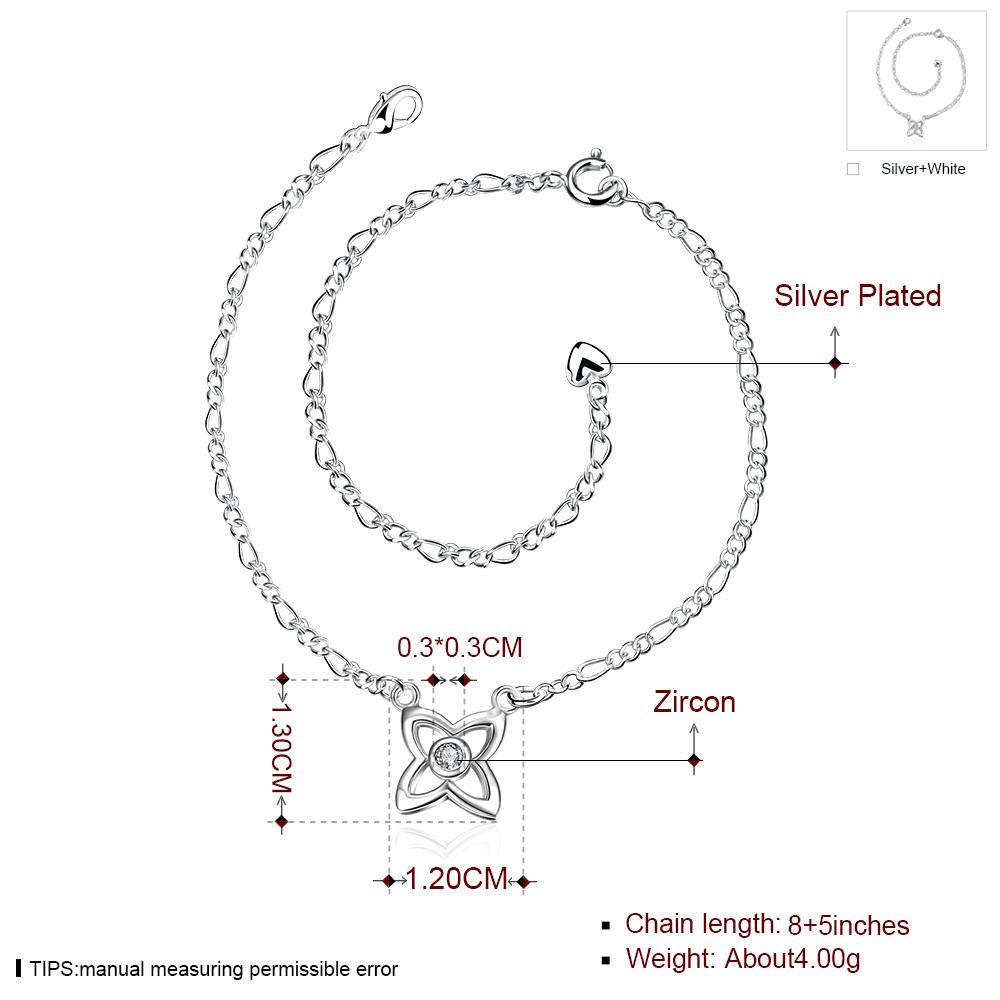 Silver+White
Silver Plated
0.3*0.3CM
Zircon
1.30CM
1.20CM
Chain length: 8+5inches
Weight: About4.00g
TIPS:manual measuring permissible error